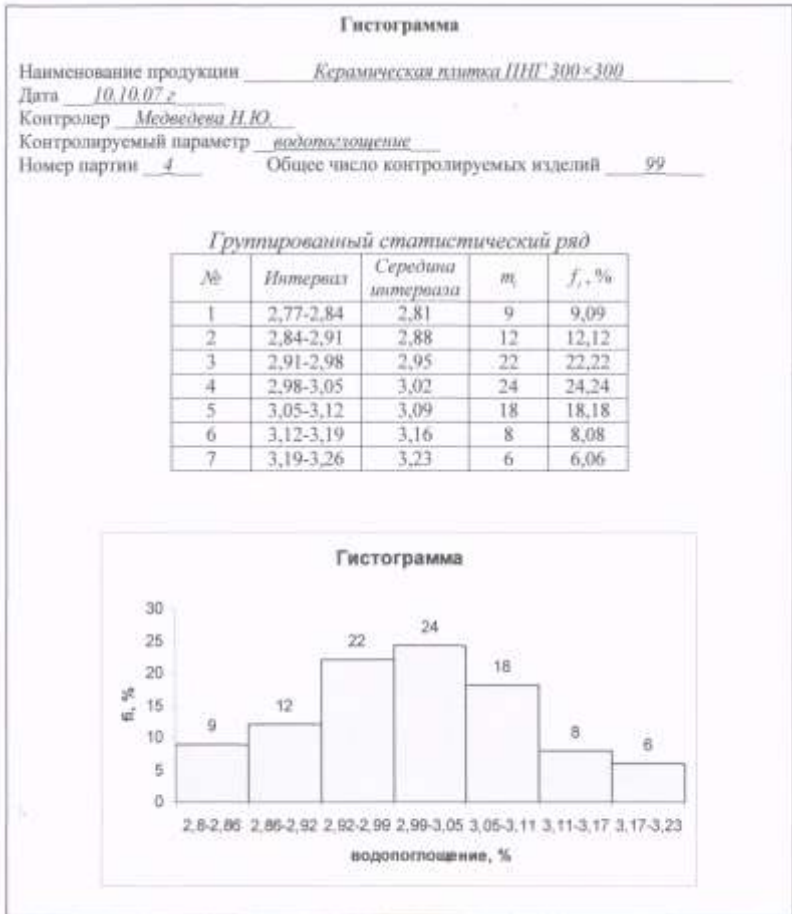 Гистограмма
Наименование продукции Керамическая плитка ПНГ 300×300
Дата 10.10.07 г
Контролер Медведева Н.Ю.
Контролируемый параметр водопоглощение
Номер партии 4 Общее число контролируемых изделий 99
Группированный статистический ряд
№ Интервал Середина интервала mᵢ fᵢ, %
1 2,77-2,84 2,81 9 9,09
2 2,84-2,91 2,88 12 12,12
3 2,91-2,98 2,95 22 22,22
4 2,98-3,05 3,02 24 24,24
5 3,05-3,12 3,09 18 18,18
6 3,12-3,19 3,16 8 8,08
7 3,19-3,26 3,23 6 6,06
Гистограмма
fi, %
30
25
20
15
10
5
0
9 12 22 24 18 8 6
2,8-2,86 2,86-2,92 2,92-2,99 2,99-3,05 3,05-3,11 3,11-3,17 3,17-3,23
водопоглощение, %